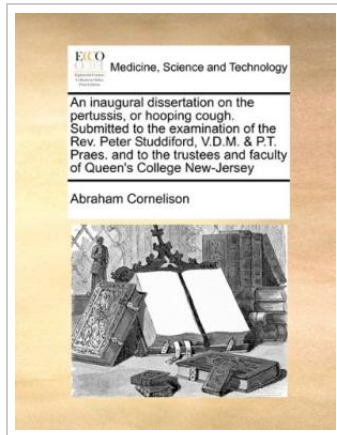 ECCO
Medicine, Science and Technology
An inaugural dissertation on the
pertussis, or hooping cough.
Submitted to the examination of the
Rev. Peter Studdiford, V.D.M. & P.T.
Praes. and to the trustees and faculty
of Queen's College New-Jersey
Abraham Cornelison